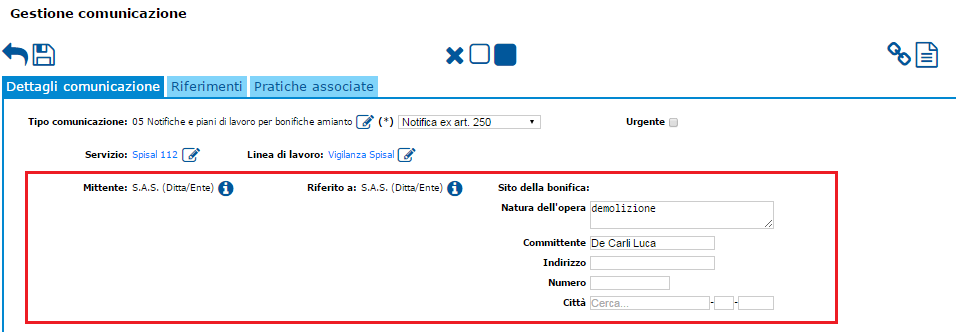 Gestione comunicazione
Dettagli comunicazione Riferimenti Pratiche associate
Tipo comunicazione: 05 Notifiche e piani di lavoro per bonifiche amianto (*) Notifica ex art. 250 Urgente
Servizio: Spisal 112 Linea di lavoro: Vigilanza Spisal
Mittente: S.A.S. (Ditta/Ente) Riferito a: S.A.S. (Ditta/Ente) Sito della bonifica:
Natura dell'opera demolizione
Committente De Carli Luca
Indirizzo
Numero
Città Cerca... - -